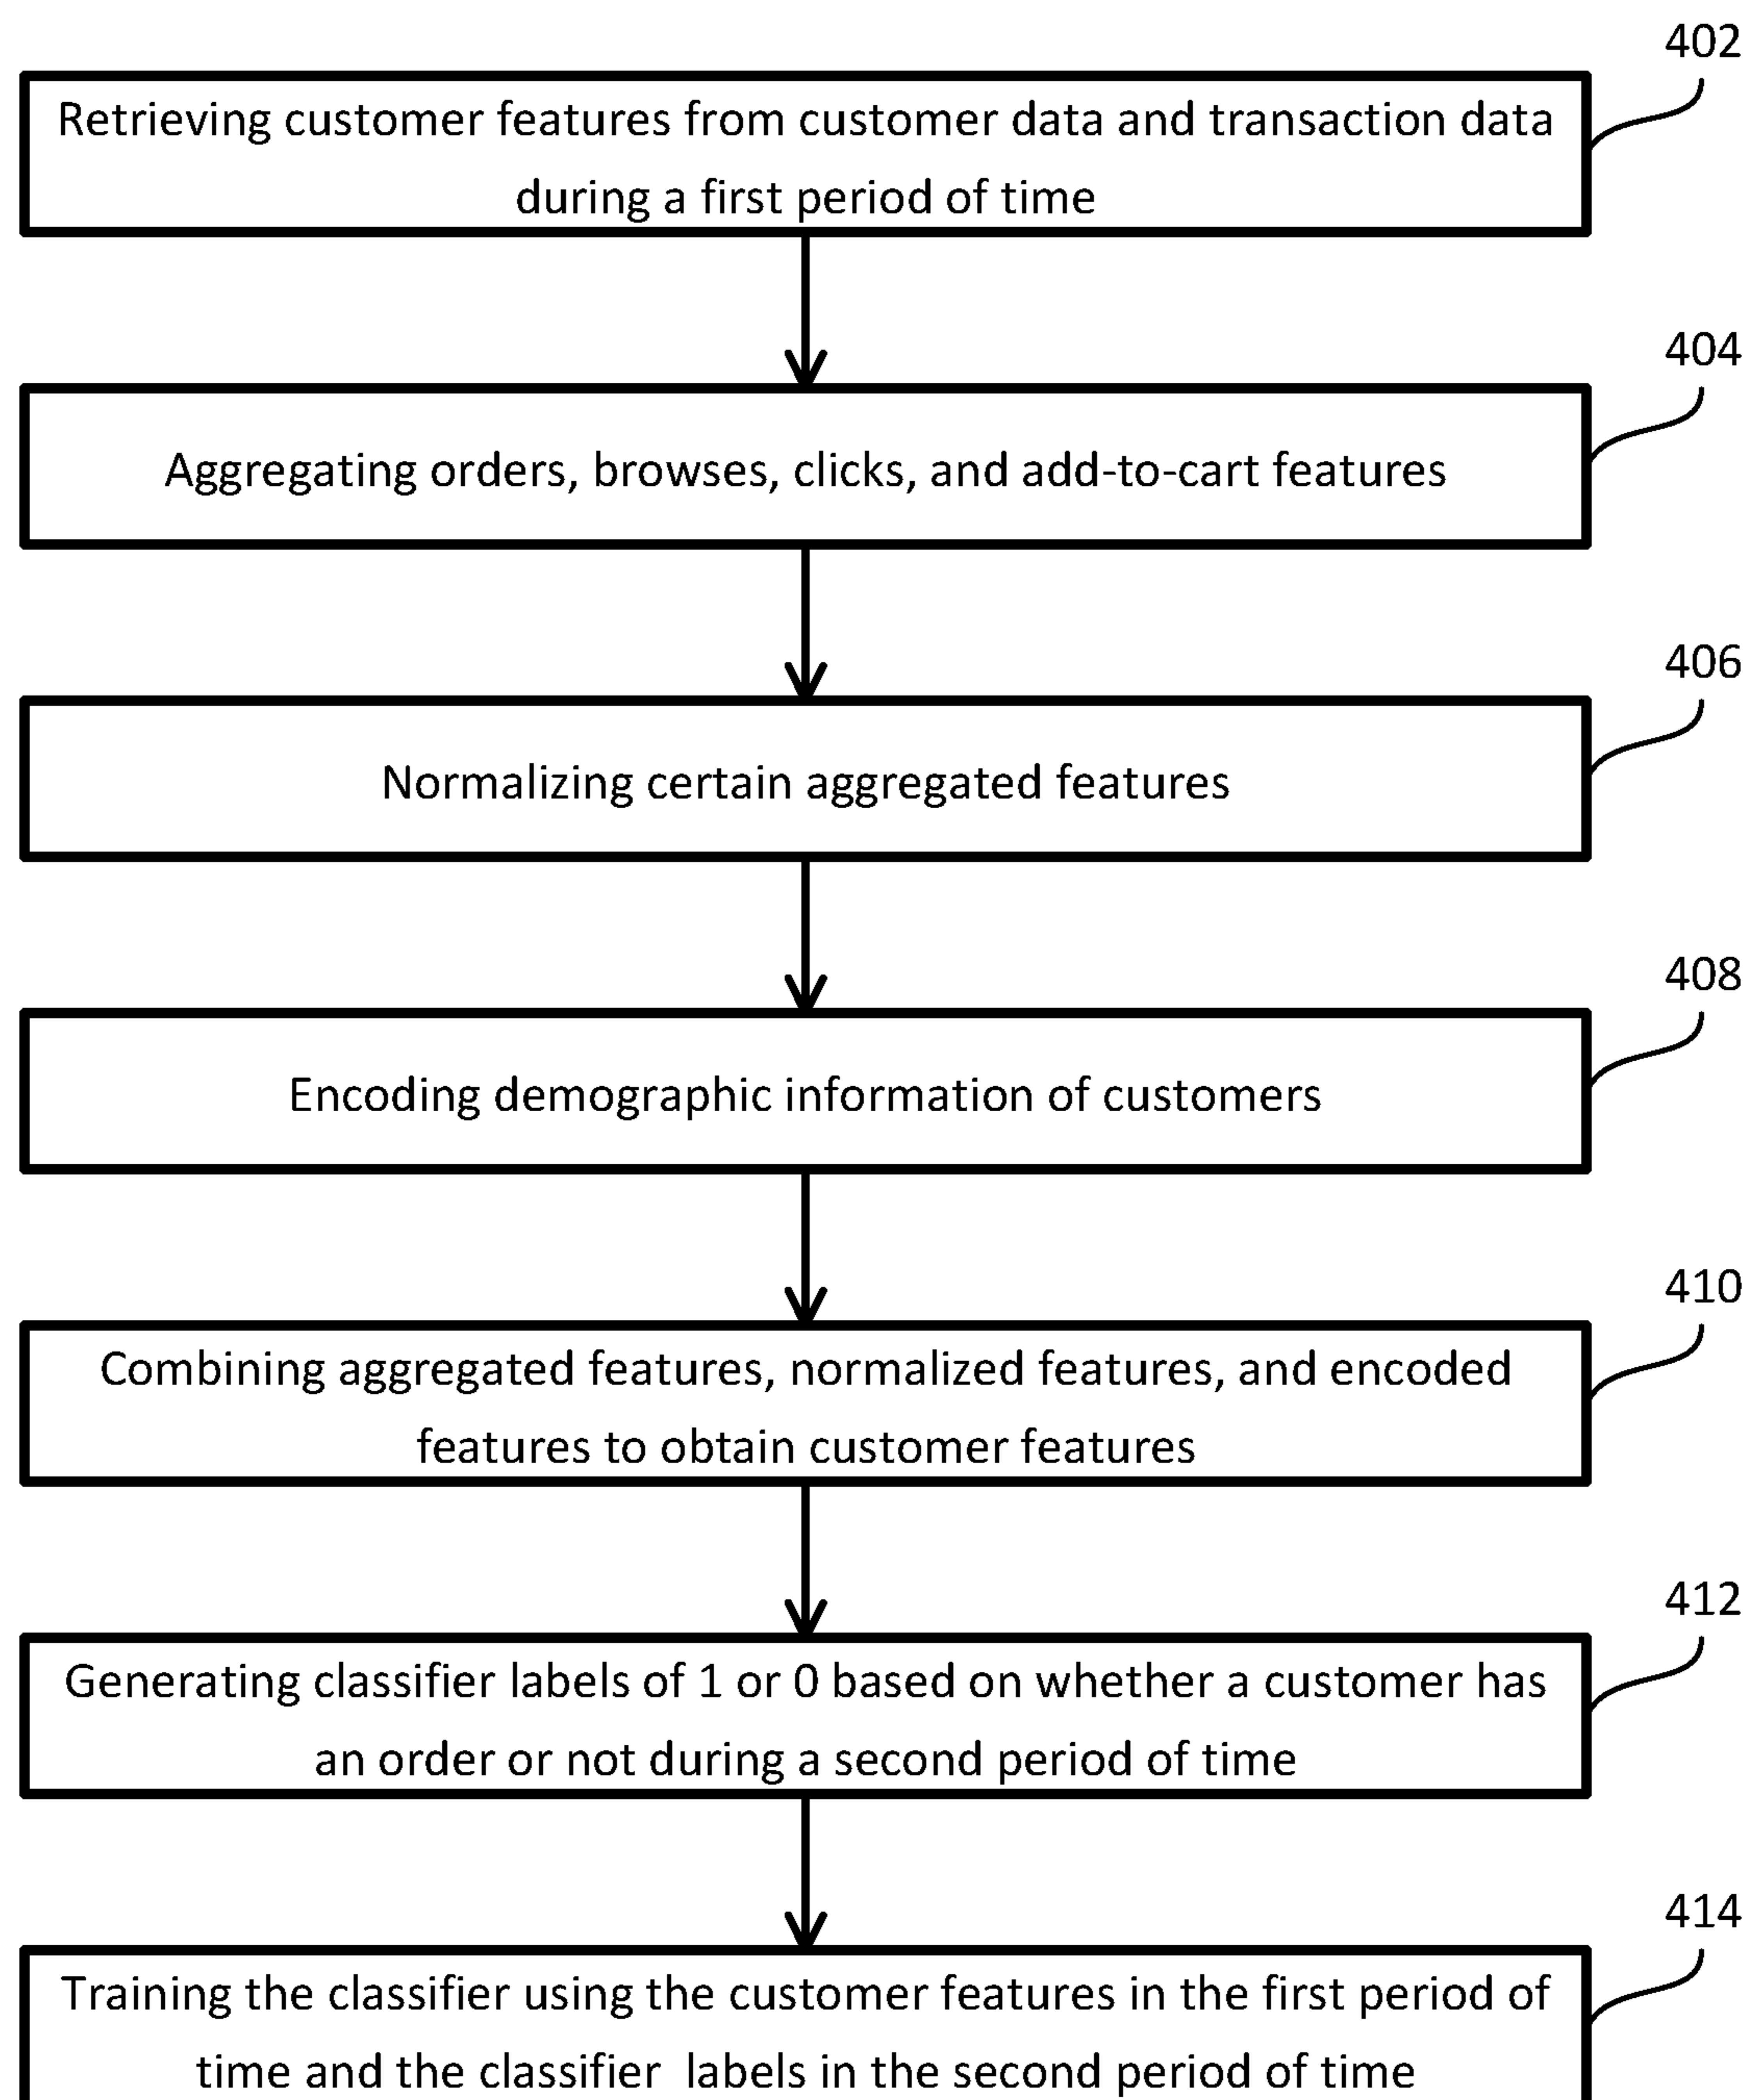 402
Retrieving customer features from customer data and transaction data
during a first period of time
404
Aggregating orders, browses, clicks, and add-to-cart features
406
Normalizing certain aggregated features
408
Encoding demographic information of customers
410
Combining aggregated features, normalized features, and encoded
features to obtain customer features
412
Generating classifier labels of 1 or 0 based on whether a customer has
an order or not during a second period of time
414
Training the classifier using the customer features in the first period of
time and the classifier labels in the second period of time